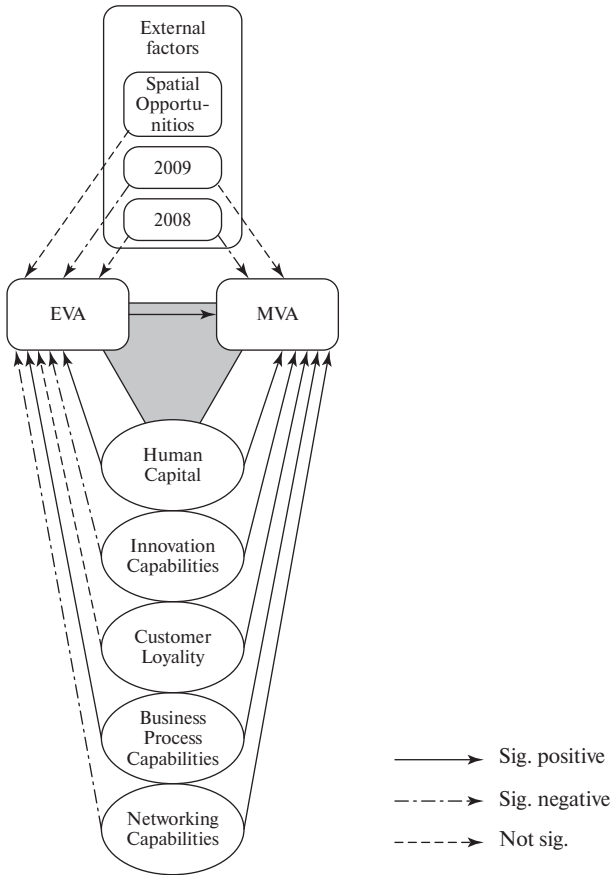 External
factors
Spatial
Opportu-
nitios
2009
2008
EVA
MVA
Human
Capital
Innovation
Capabilities
Customer
Loyality
Business
Process
Capabilities
Networking
Capabilities
Sig. positive
Sig. negative
Not sig.